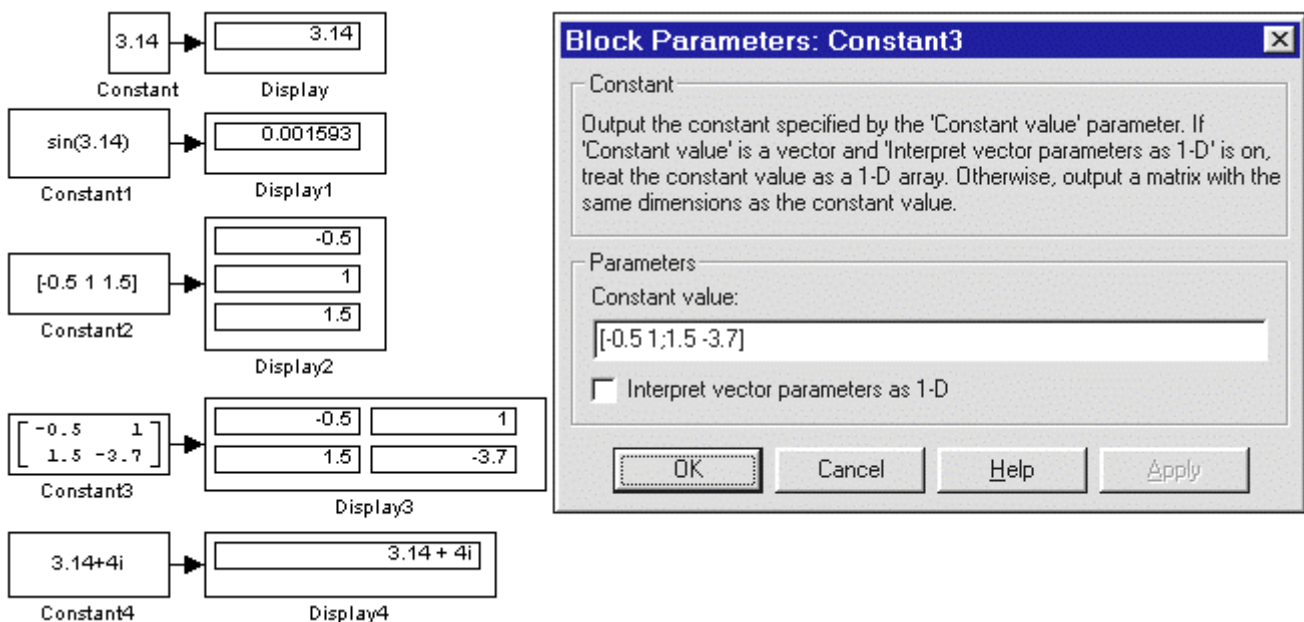 3.14
3.14
Constant
Display
sin(3.14)
0.001593
Constant1
Display1
[-0.5 1 1.5]
-0.5
1
1.5
Constant2
Display2
-0.5 1
1.5 -3.7
-0.5 1
1.5 -3.7
Constant3
Display3
3.14+4i
3.14 + 4i
Constant4
Display4
Block Parameters: Constant3
Constant
Output the constant specified by the 'Constant value' parameter. If
'Constant value' is a vector and 'Interpret vector parameters as 1-D' is on,
treat the constant value as a 1-D array. Otherwise, output a matrix with the
same dimensions as the constant value.
Parameters
Constant value:
[-0.5 1;1.5 -3.7]
Interpret vector parameters as 1-D
OK Cancel Help Apply